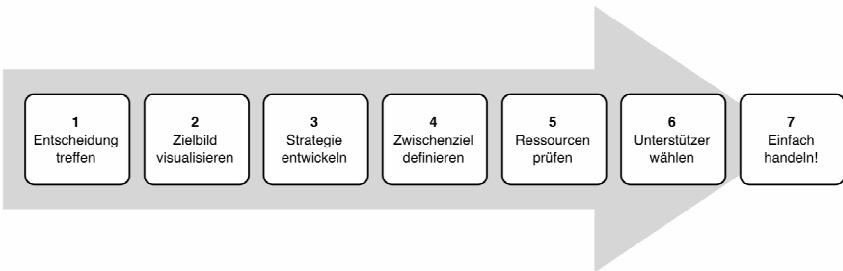 1
Entscheidung
treffen
2
Zielbild
visualisieren
3
Strategie
entwickeln
4
Zwischenziel
definieren
5
Ressourcen
prüfen
6
Unterstützer
wählen
7
Einfach
handeln!